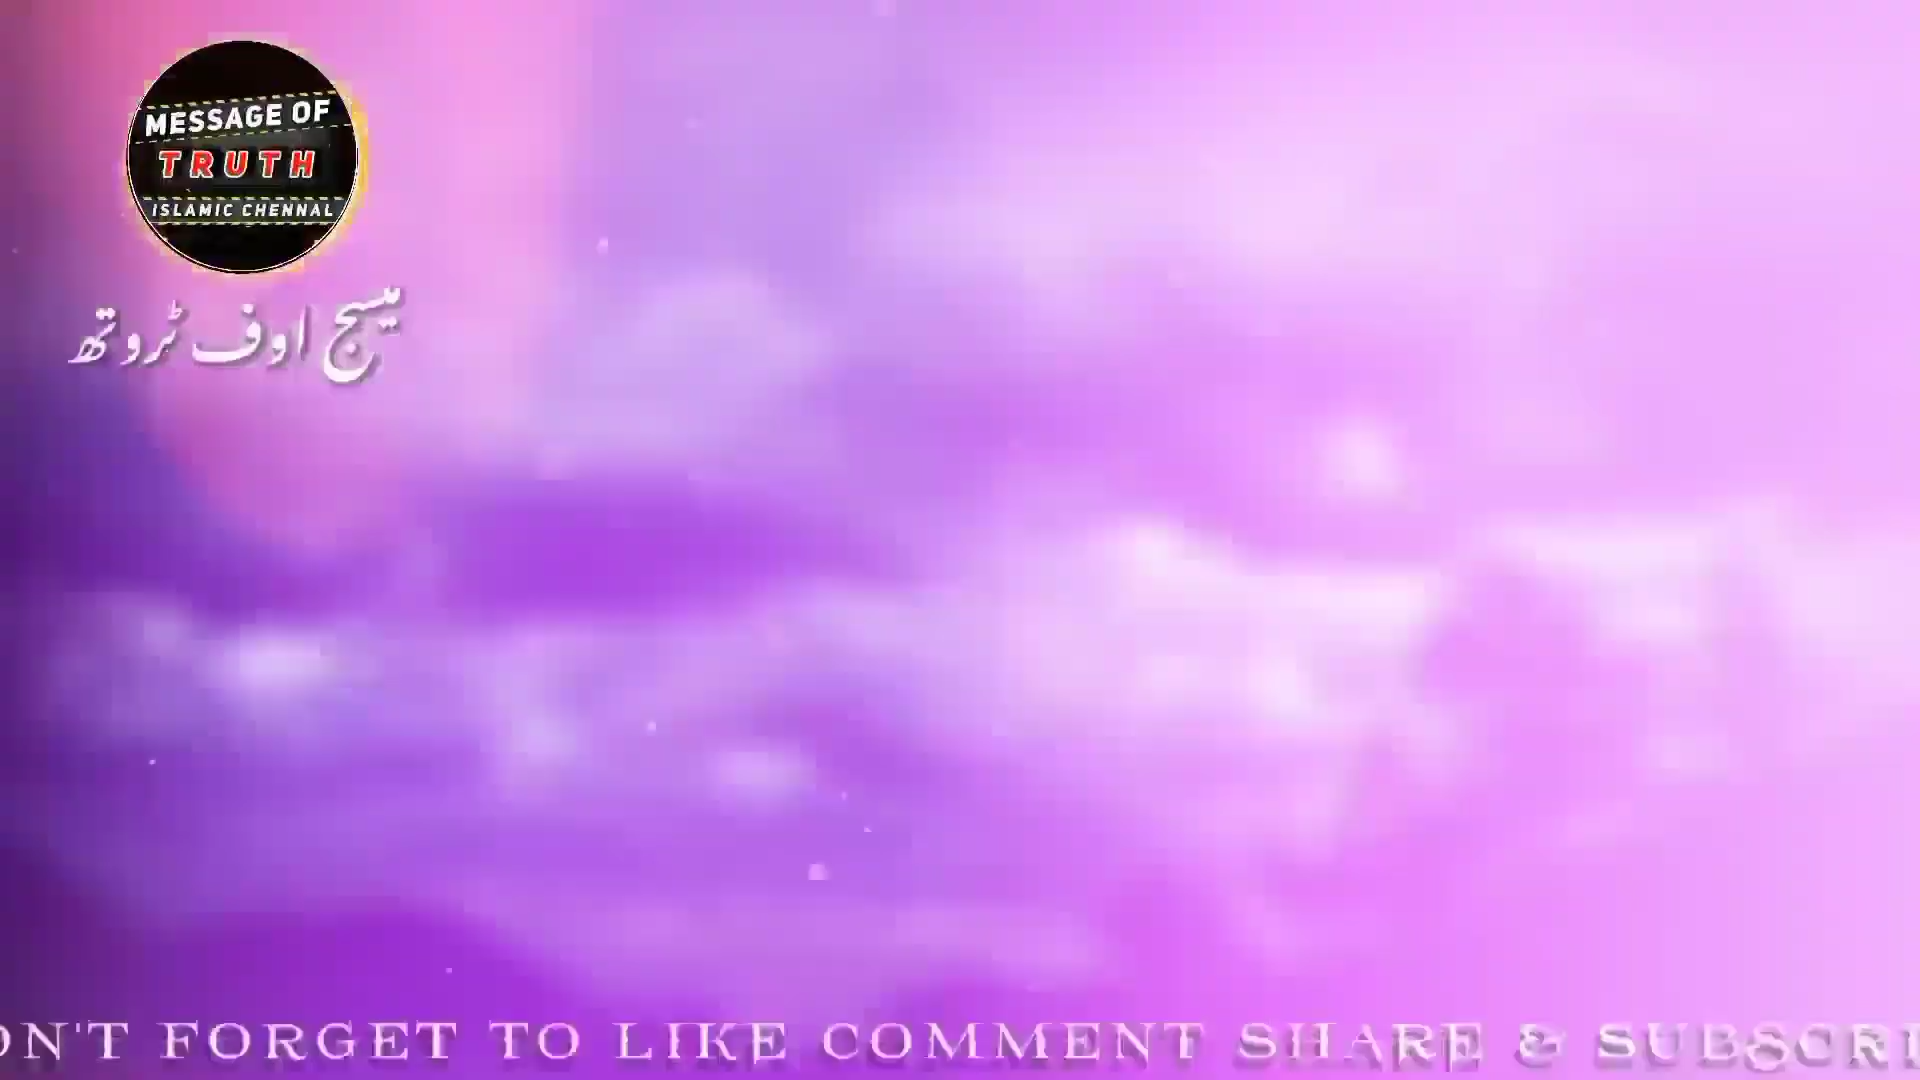 MESSAGE OF
TRUTH
ISLAMIC CHENNAL
میسج اوف ٹروتھ
ON'T FORGET TO LIKE COMMENT SHARE & SUBSCRI